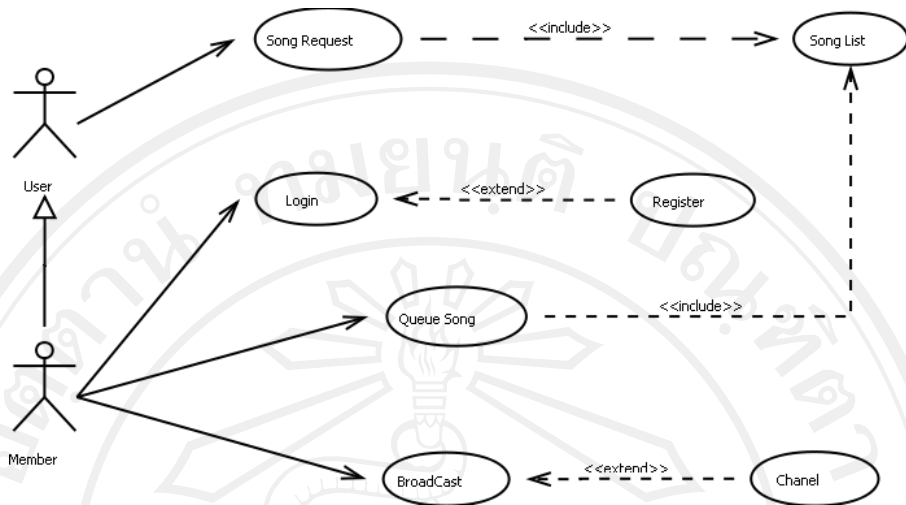 Song Request
<<include>>
Song List
User
Login
<<extend>>
Register
Queue Song
<<include>>
Member
BroadCast
<<extend>>
Chanel